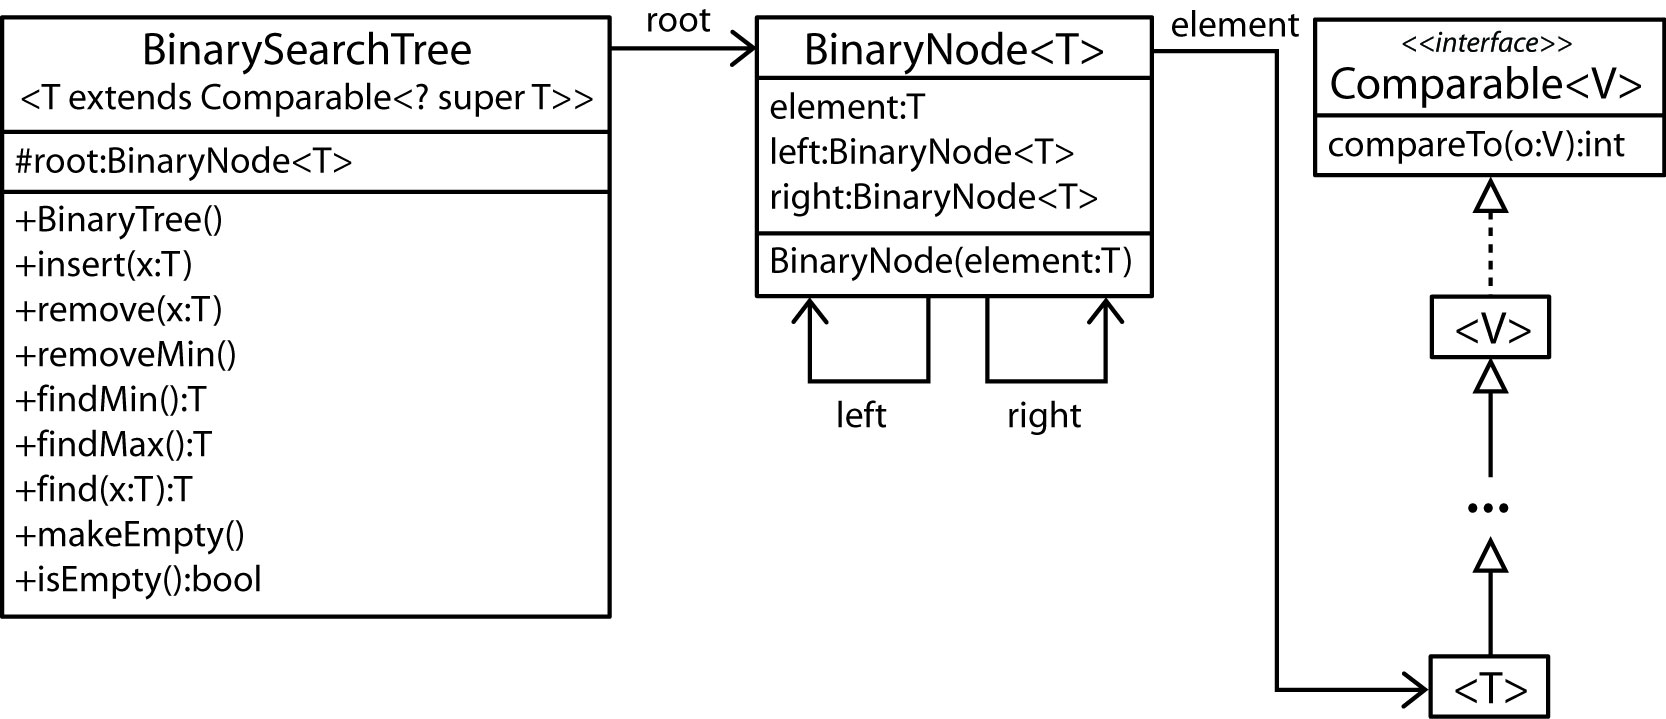 BinarySearchTree
<T extends Comparable<? super T>>
#root:BinaryNode<T>
+BinaryTree()
+insert(x:T)
+remove(x:T)
+removeMin()
+findMin():T
+findMax():T
+find(x:T):T
+makeEmpty()
+isEmpty():bool
root
BinaryNode<T>
element:T
left:BinaryNode<T>
right:BinaryNode<T>
BinaryNode(element:T)
left
right
element
<<interface>>
Comparable<V>
compareTo(o:V):int
<V>
...
<T>